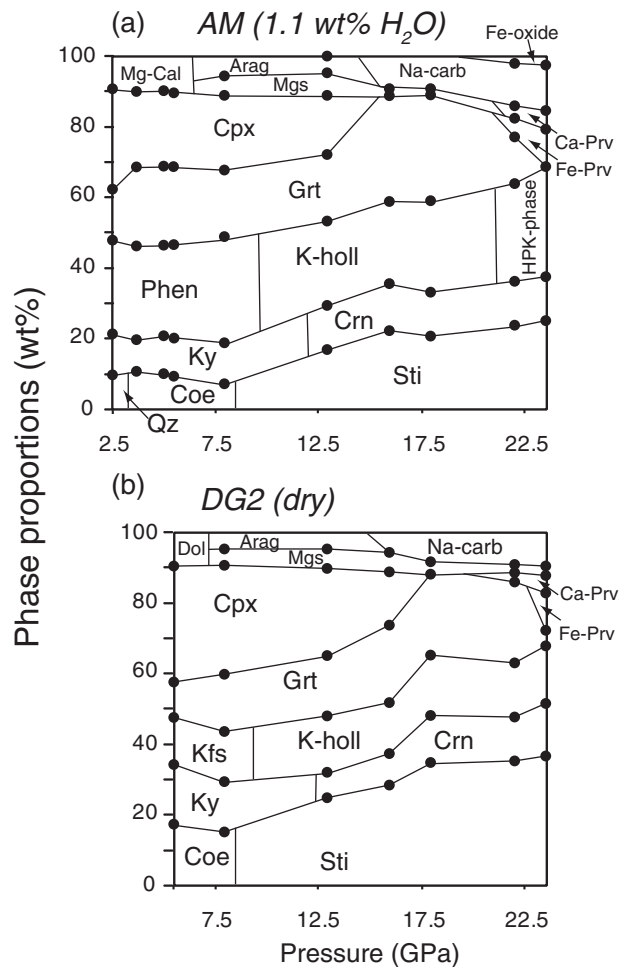 (a) AM (1.1 wt% H₂O)
Fe-oxide
100
Mg-Cal
Arag
Mgs
Na-carb
Ca-Prv
Fe-Prv
80
Cpx
60
Grt
HPK-phase
40
Phen
K-holl
20
Ky
Crn
Coe
Sti
0
Qz
2.5 7.5 12.5 17.5 22.5
Phase proportions (wt%)
(b) DG2 (dry)
100
Dol
Arag
Mgs
Na-carb
Ca-Prv
Fe-Prv
80
Cpx
60
Grt
40
Kfs
K-holl
Crn
20
Ky
Coe
Sti
0
7.5 12.5 17.5 22.5
Pressure (GPa)